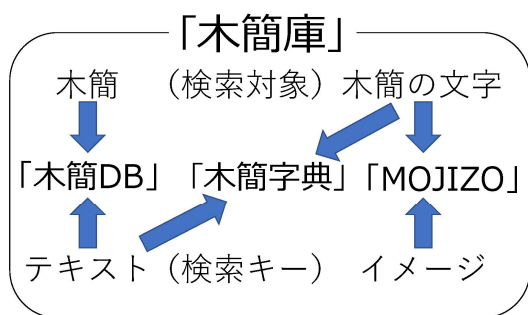 「木簡庫」
木簡 （検索対象）木簡の文字
「木簡DB」「木簡字典」「MOJIZO」
テキスト（検索キー） イメージ